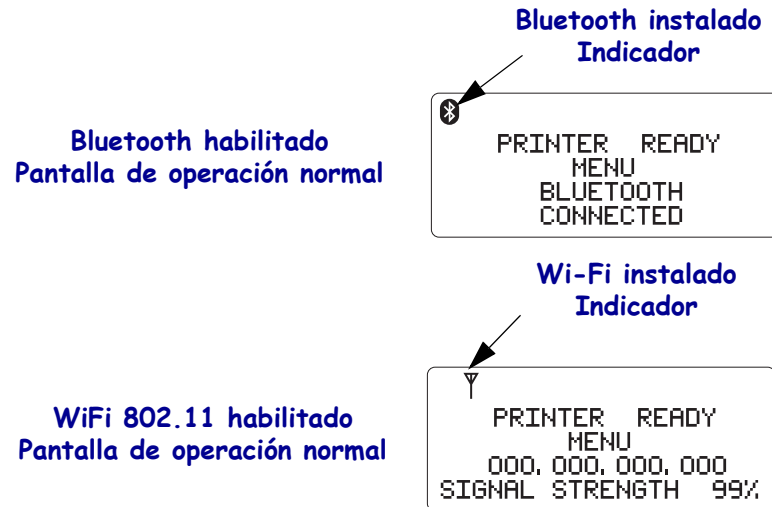 Bluetooth instalado
Indicador
Bluetooth habilitado
Pantalla de operación normal
PRINTER READY
MENU
BLUETOOTH
CONNECTED
Wi-Fi instalado
Indicador
WiFi 802.11 habilitado
Pantalla de operación normal
PRINTER READY
MENU
000.000.000.000
SIGNAL STRENGTH 99%